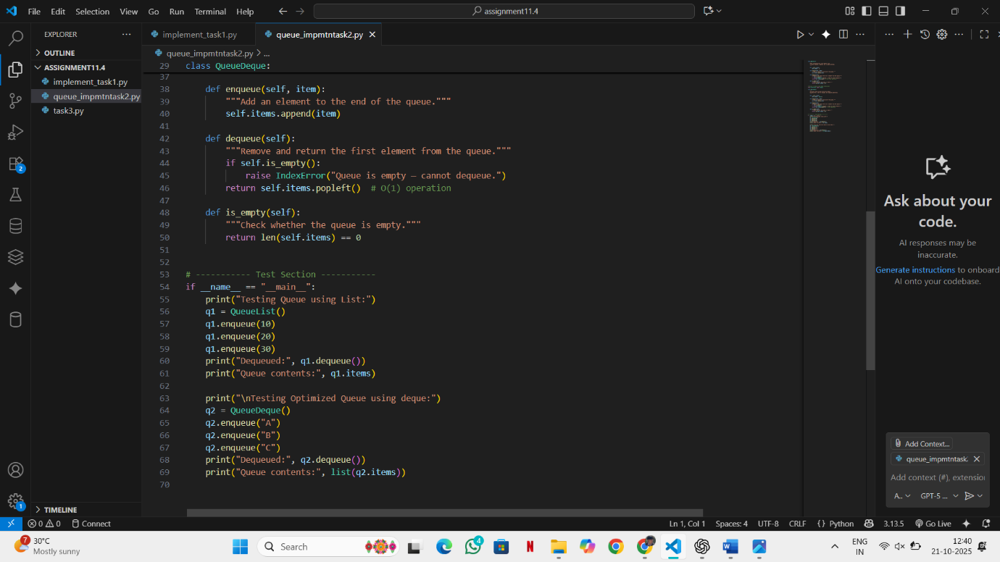 File Edit Selection View Go Run Terminal Help
assignment11.4
EXPLORER
OUTLINE
ASSIGNMENT11.4
implement_task1.py
queue_impmtntask2.py
task3.py
TIMELINE
2
1
implement_task1.py
queue_impmtntask2.py
queue_impmtntask2.py > ...
29 class QueueDeque:
37
38 def enqueue(self, item):
39 """Add an element to the end of the queue."""
40 self.items.append(item)
41
42 def dequeue(self):
43 """Remove and return the first element from the queue."""
44 if self.is_empty():
45 raise IndexError("Queue is empty — cannot dequeue.")
46 return self.items.popleft()  # O(1) operation
47
48 def is_empty(self):
49 """Check whether the queue is empty."""
50 return len(self.items) == 0
51
52
53 # ----------- Test Section -----------
54 if __name__ == "__main__":
55 print("Testing Queue using List:")
56 q1 = QueueList()
57 q1.enqueue(10)
58 q1.enqueue(20)
59 q1.enqueue(30)
60 print("Dequeued:", q1.dequeue())
61 print("Queue contents:", q1.items)
62
63 print("\nTesting Optimized Queue using deque:")
64 q2 = QueueDeque()
65 q2.enqueue("A")
66 q2.enqueue("B")
67 q2.enqueue("C")
68 print("Dequeued:", q2.dequeue())
69 print("Queue contents:", list(q2.items))
70
Ask about your
code.
AI responses may be
inaccurate.
Generate instructions to onboard
AI onto your codebase.
Add Context...
queue_impmtntask.
Add context (#), extension
A.. GPT-5 ...
0 0 Connect
Ln 1, Col 1 Spaces: 4 UTF-8 CRLF {} Python 3.13.5 Go Live
7
30°C
Mostly sunny
Search
4
N
W
ENG
IN
12:40
21-10-2025